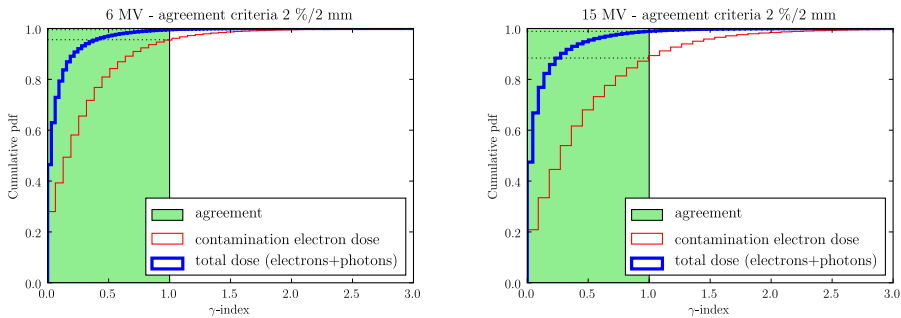 6 MV - agreement criteria 2 %/2 mm
Cumulative pdf
1.0
0.8
0.6
0.4
0.2
0.0
0.0 0.5 1.0 1.5 2.0 2.5 3.0
γ-index
agreement
contamination electron dose
total dose (electrons+photons)
15 MV - agreement criteria 2 %/2 mm
Cumulative pdf
1.0
0.8
0.6
0.4
0.2
0.0
0.0 0.5 1.0 1.5 2.0 2.5 3.0
γ-index
agreement
contamination electron dose
total dose (electrons+photons)